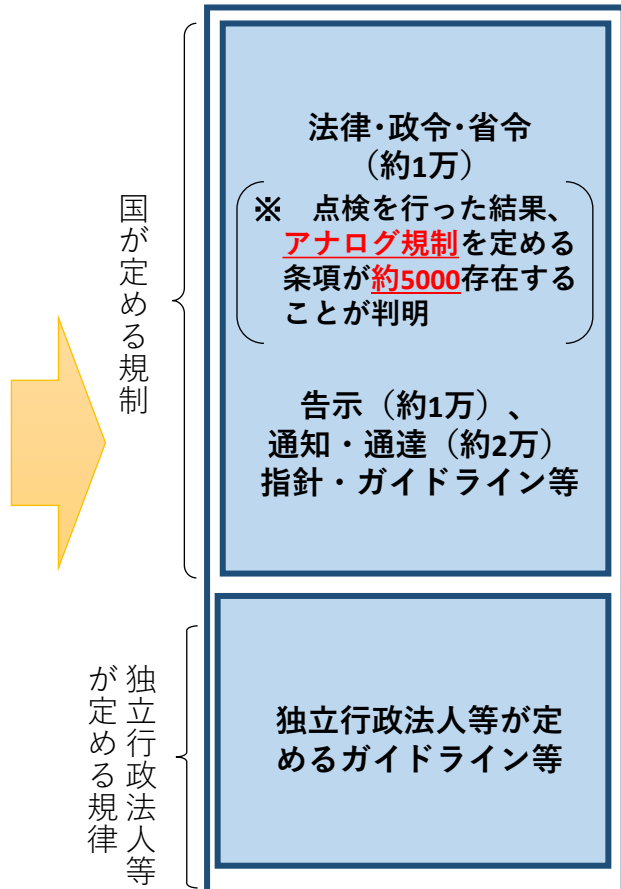 国が定める規制
法律・政令・省令
（約1万）
※　点検を行った結果、
アナログ規制を定める
条項が約5000存在する
ことが判明
告示（約1万）、
通知・通達（約2万）
指針・ガイドライン等
独立行政法人等
が定める規律
独立行政法人等が定
めるガイドライン等